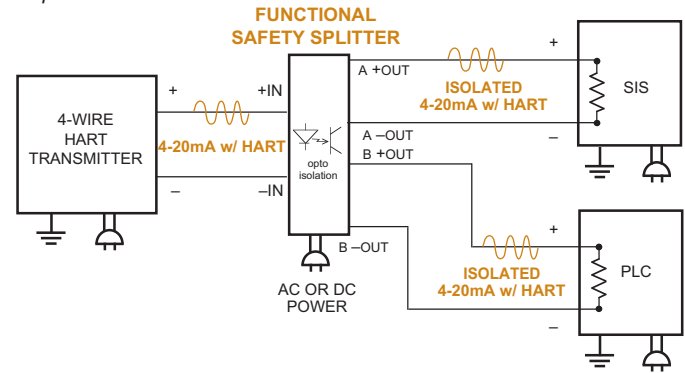 FUNCTIONAL
SAFETY SPLITTER
4-WIRE
HART
TRANSMITTER
+
+IN
4-20mA w/ HART
–
–IN
opto
isolation
AC OR DC
POWER
A +OUT
+
ISOLATED
4-20mA w/ HART
A –OUT
–
SIS
B +OUT
B –OUT
+
ISOLATED
4-20mA w/ HART
–
PLC